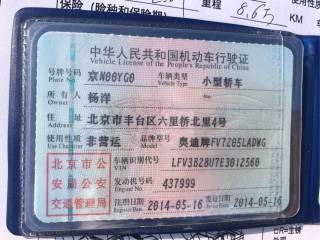 保险（险种和保险期
里程 8.6万 KM
中华人民共和国机动车行驶证
Vehicle License of the People's Republic of China
号牌号码 京N00YG0 车辆类型 小型轿车
Plate No. Vehicle Type
所有人 杨洋
Owner
住址 北京市丰台区六里桥北里4号
Address
使用性质 非营运 品牌型号 奥迪牌FV7205LADWG
Use Character Model
北京市公 车辆识别代号 LFV3B28U7E3012560
VIN
安局公安 发动机号码 437999
Engine No.
交通管理局 注册日期 2014-05-16 发证日期 2014-05-16
Register Date Issue Date